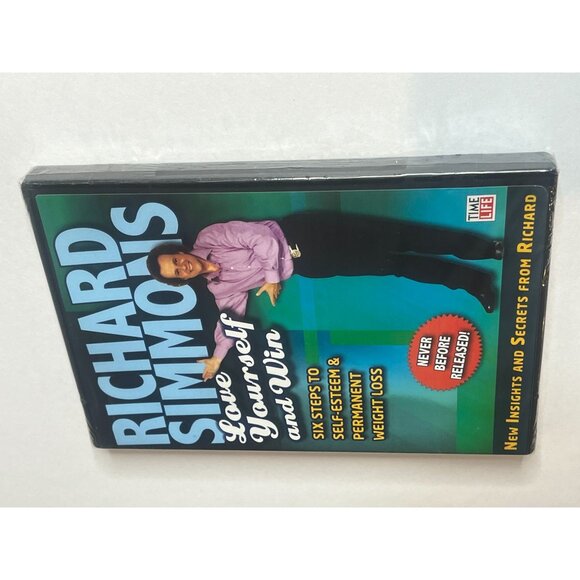 RICHARD
SIMMONS
Love
Yourself
and Win
SIX STEPS TO
SELF-ESTEEM &
PERMANENT
WEIGHT LOSS
NEVER
BEFORE
RELEASED!
TIME
LIFE
NEW INSIGHTS AND SECRETS FROM RICHARD